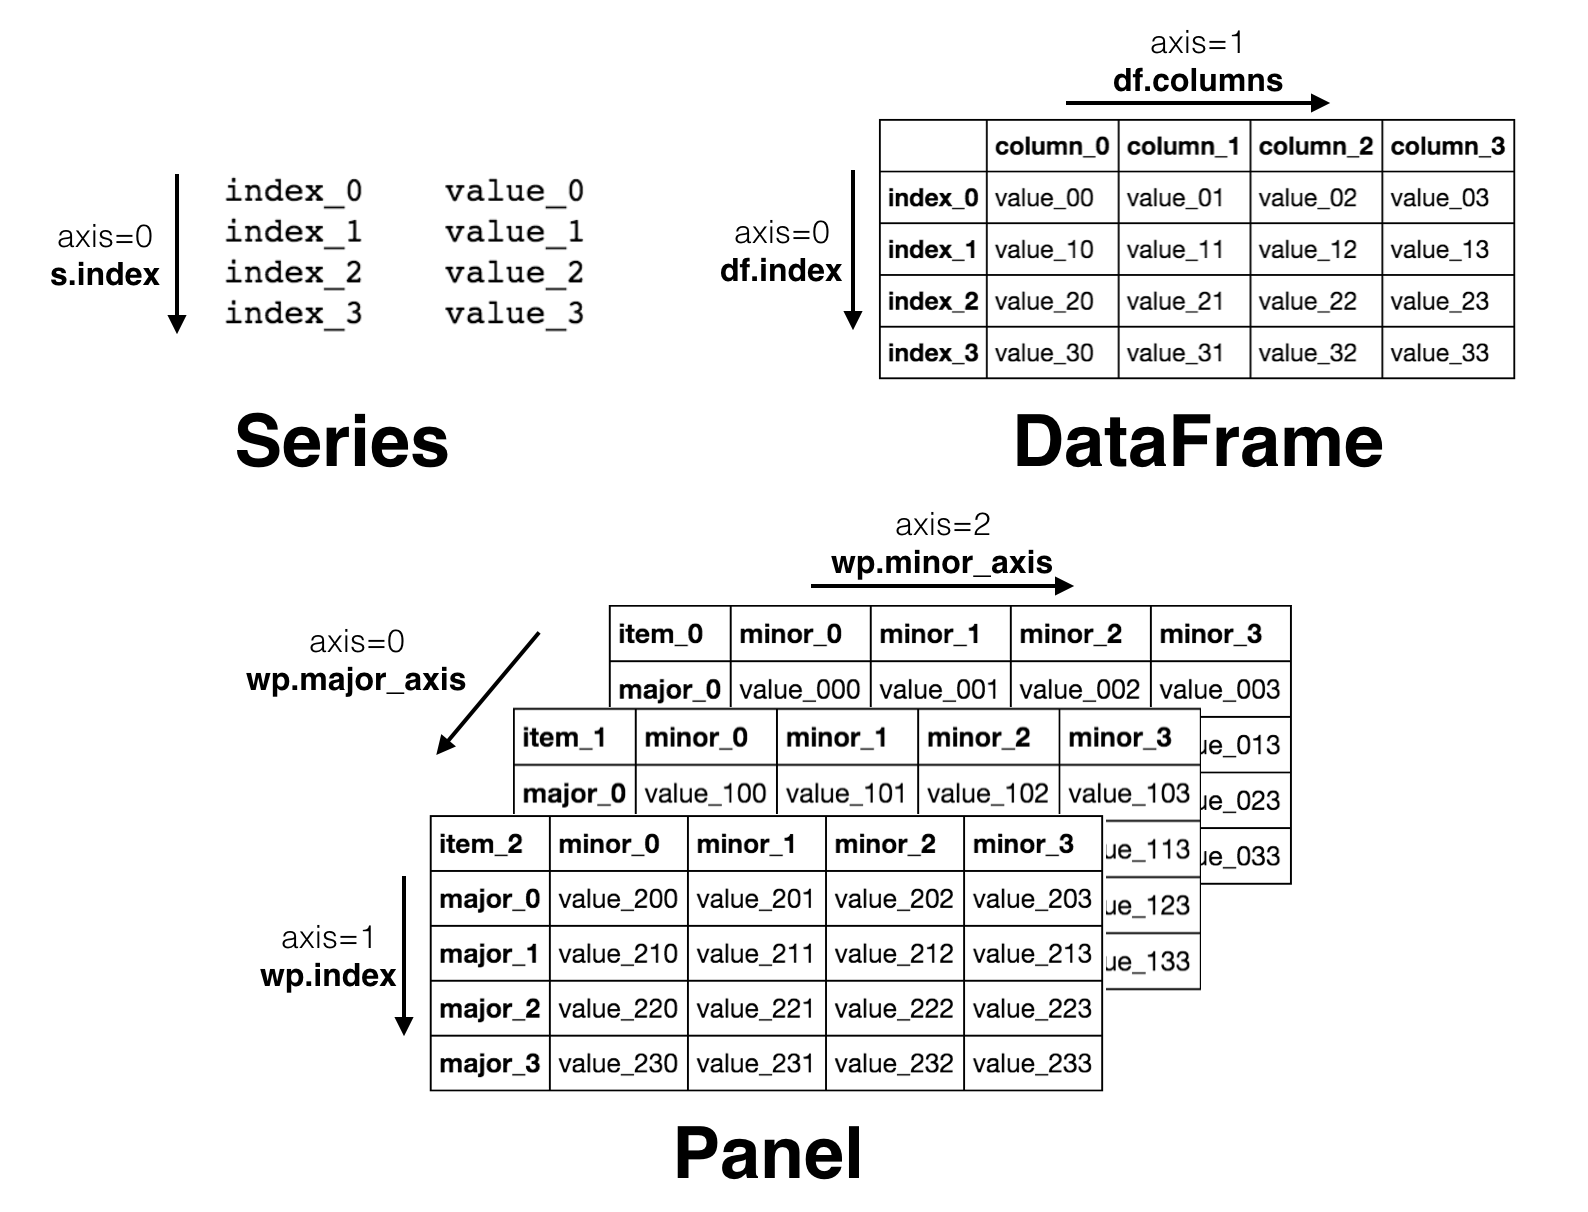 axis=0
s.index
index_0 value_0
index_1 value_1
index_2 value_2
index_3 value_3
Series
axis=1
df.columns
axis=0
df.index
column_0 column_1 column_2 column_3
index_0 value_00 value_01 value_02 value_03
index_1 value_10 value_11 value_12 value_13
index_2 value_20 value_21 value_22 value_23
index_3 value_30 value_31 value_32 value_33
DataFrame
axis=2
wp.minor_axis
axis=0
wp.major_axis
item_0 minor_0 minor_1 minor_2 minor_3
major_0 value_000 value_001 value_002 value_003
ue_013
ue_023
ue_033
item_1 minor_0 minor_1 minor_2 minor_3
major_0 value_100 value_101 value_102 value_103
ue_113
ue_123
ue_133
axis=1
wp.index
item_2 minor_0 minor_1 minor_2 minor_3
major_0 value_200 value_201 value_202 value_203
major_1 value_210 value_211 value_212 value_213
major_2 value_220 value_221 value_222 value_223
major_3 value_230 value_231 value_232 value_233
Panel